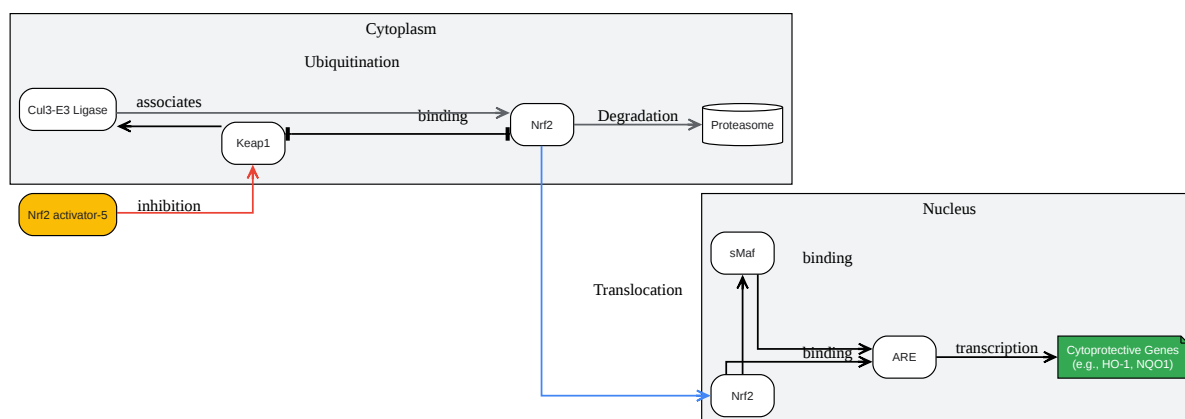 Cytoplasm
Ubiquitination
Cul3-E3 Ligase
associates
binding
Nrf2
Degradation
Proteasome
Keap1
Nrf2 activator-5
inhibition
Nucleus
sMaf
binding
Translocation
binding
ARE
transcription
Cytoprotective Genes
(e.g., HO-1, NQO1)
Nrf2